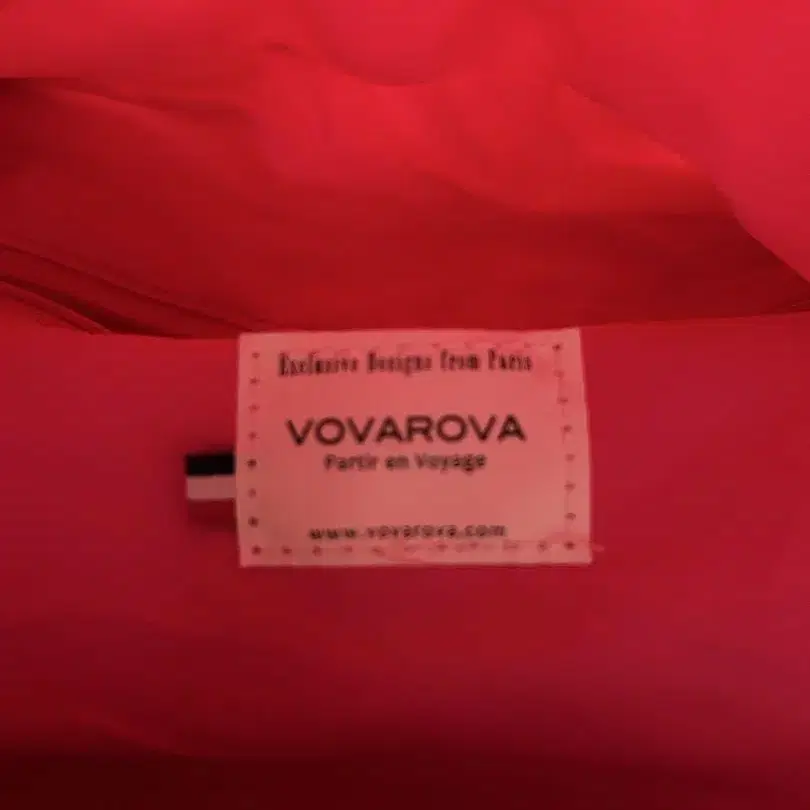 Exclusive Designs from Paris
VOVAROVA
Partir en Voyage
www.vovarova.com